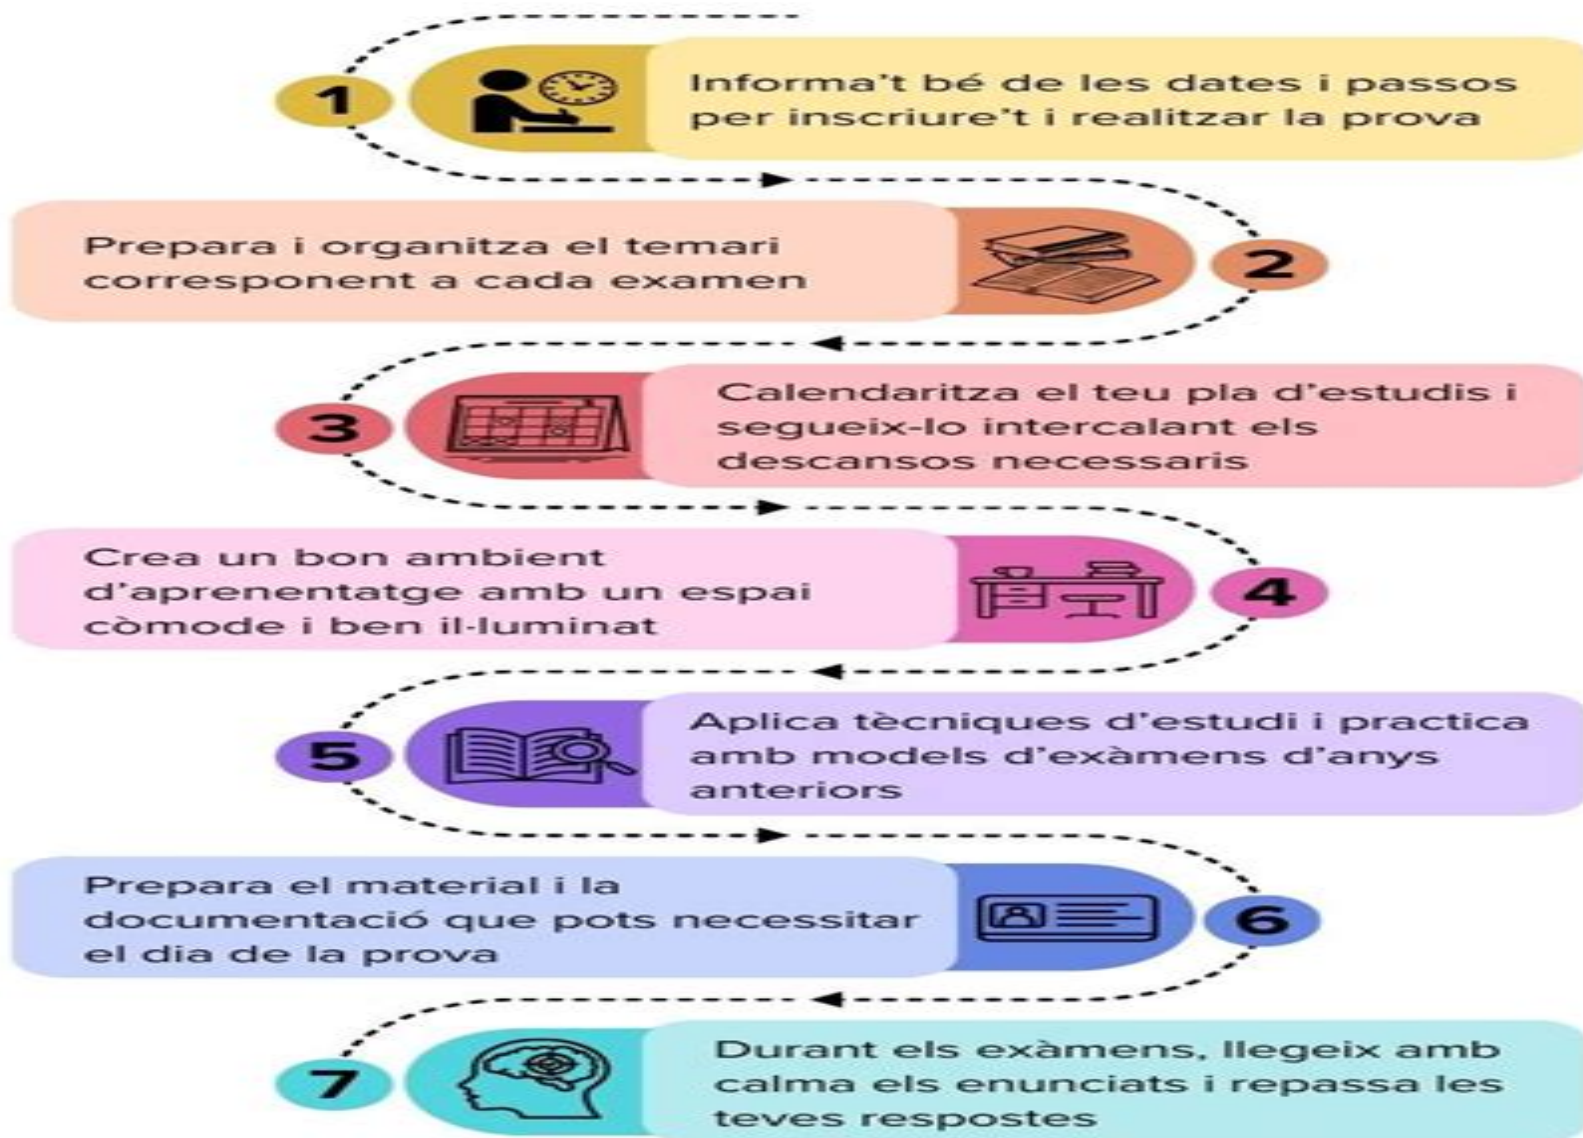 1
Informa't bé de les dates i passos
per inscriure't i realitzar la prova
Prepara i organitza el temari
corresponent a cada examen
2
3
Calendaritza el teu pla d'estudis i
segueix-lo intercalant els
descansos necessaris
Crea un bon ambient
d'aprenentatge amb un espai
còmode i ben il·luminat
4
5
Aplica tècniques d'estudi i practica
amb models d'exàmens d'anys
anteriors
Prepara el material i la
documentació que pots necessitar
el dia de la prova
6
7
Durant els exàmens, llegeix amb
calma els enunciats i repassa les
teves respostes